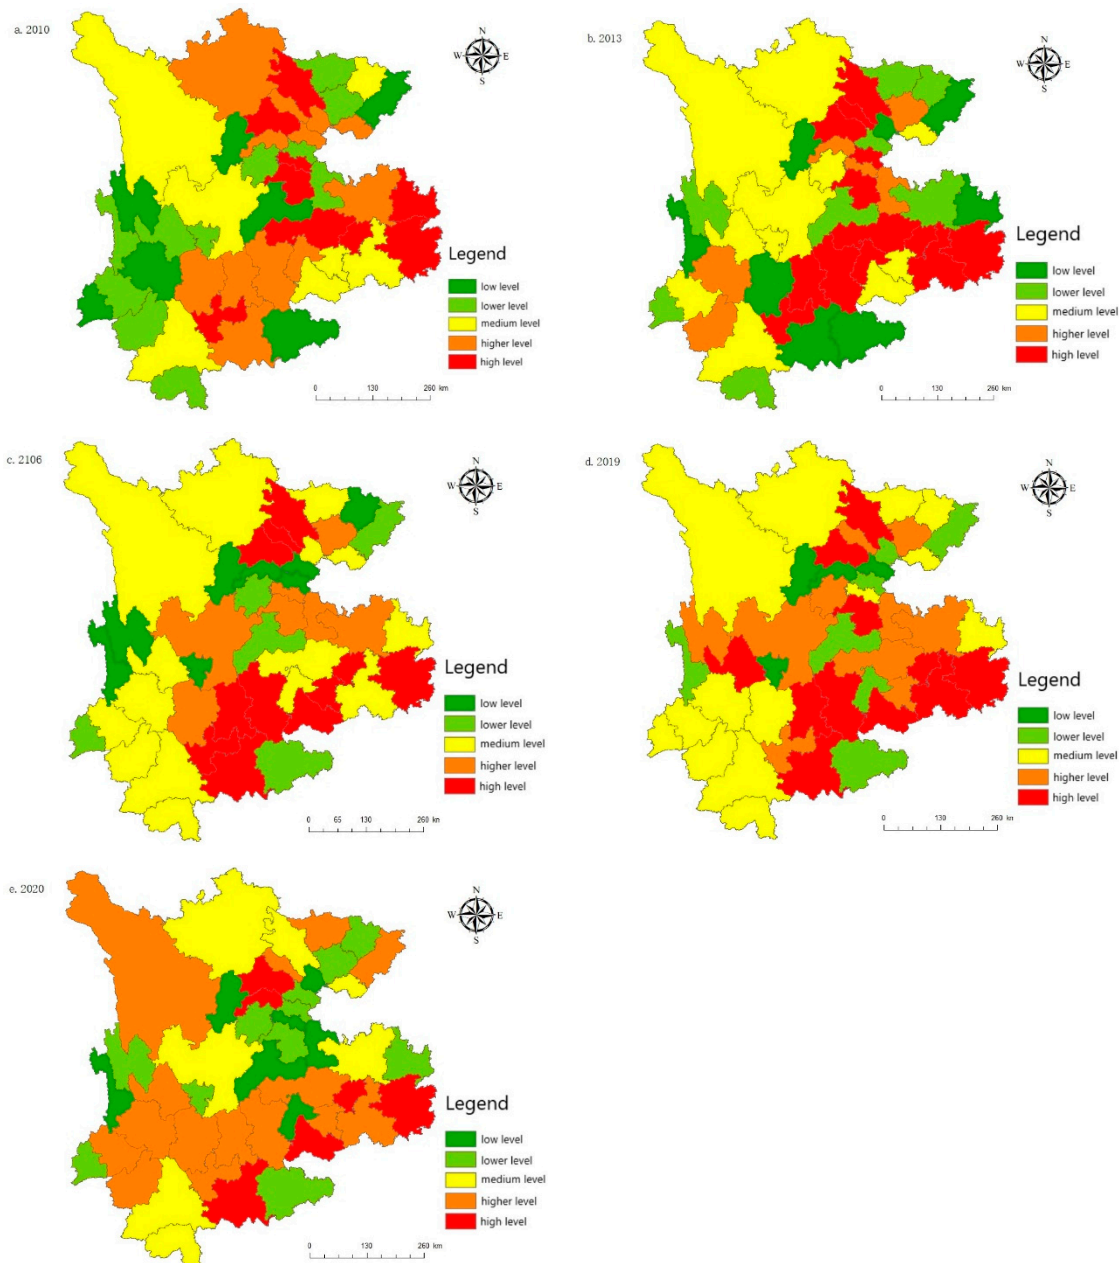 a. 2010
N
W E
S
Legend
low level
lower level
medium level
higher level
high level
0 130 260 km
b. 2013
N
W E
S
Legend
low level
lower level
medium level
higher level
high level
0 130 260 km
c. 2106
N
W E
S
Legend
low level
lower level
medium level
higher level
high level
0 65 130 260 km
d. 2019
N
W E
S
Legend
low level
lower level
medium level
higher level
high level
0 130 260 km
e. 2020
N
W E
S
Legend
low level
lower level
medium level
higher level
high level
0 130 260 km